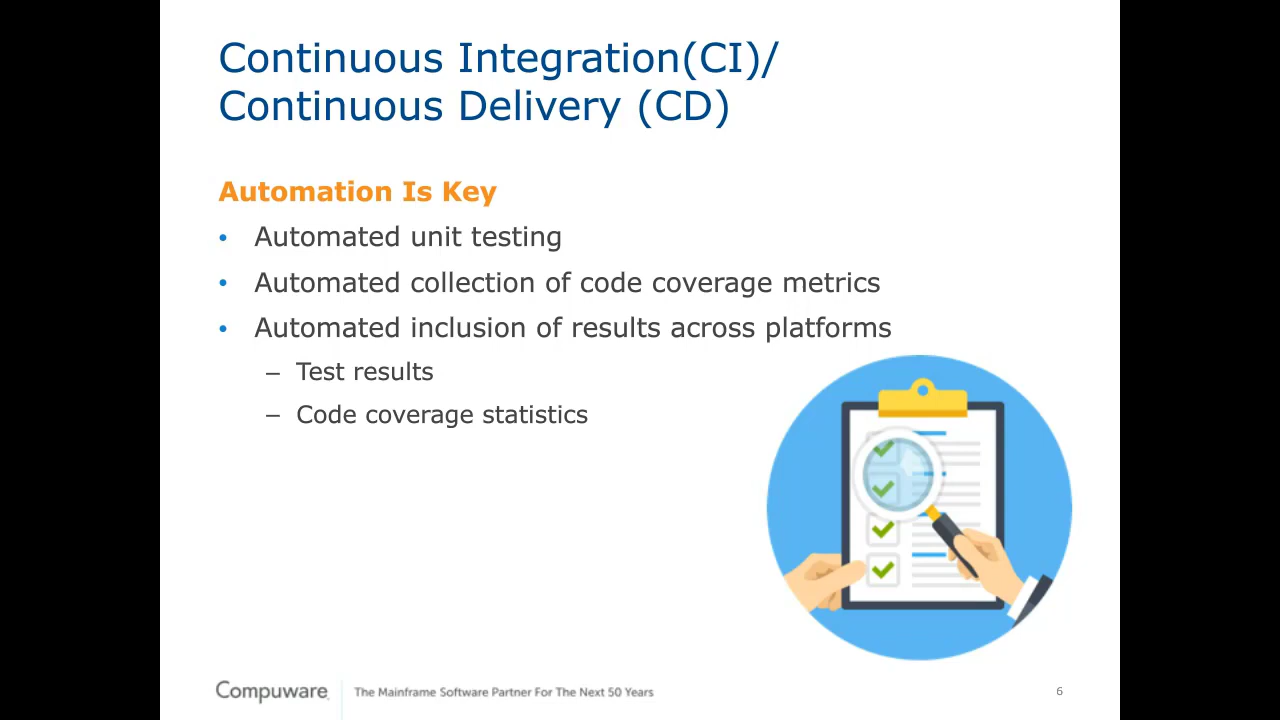 Continuous Integration(CI)/
Continuous Delivery (CD)
Automation Is Key
• Automated unit testing
• Automated collection of code coverage metrics
• Automated inclusion of results across platforms
– Test results
– Code coverage statistics
Compuware. The Mainframe Software Partner For The Next 50 Years 6